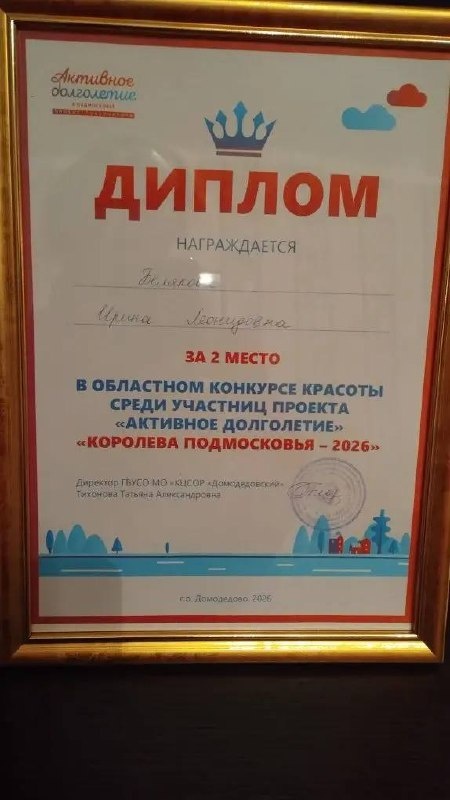 Активное
долголетие
в Подмосковье
ДИПЛОМ
НАГРАЖДАЕТСЯ
Ирина Леонидовна
ЗА 2 МЕСТО
В ОБЛАСТНОМ КОНКУРСЕ КРАСОТЫ
СРЕДИ УЧАСТНИЦ ПРОЕКТА
«АКТИВНОЕ ДОЛГОЛЕТИЕ»
«КОРОЛЕВА ПОДМОСКОВЬЯ – 2026»
Директор ГБУСО МО «КЦСОР «Домодедовский»
Тихонова Татьяна Александровна
г.о. Домодедово, 2026